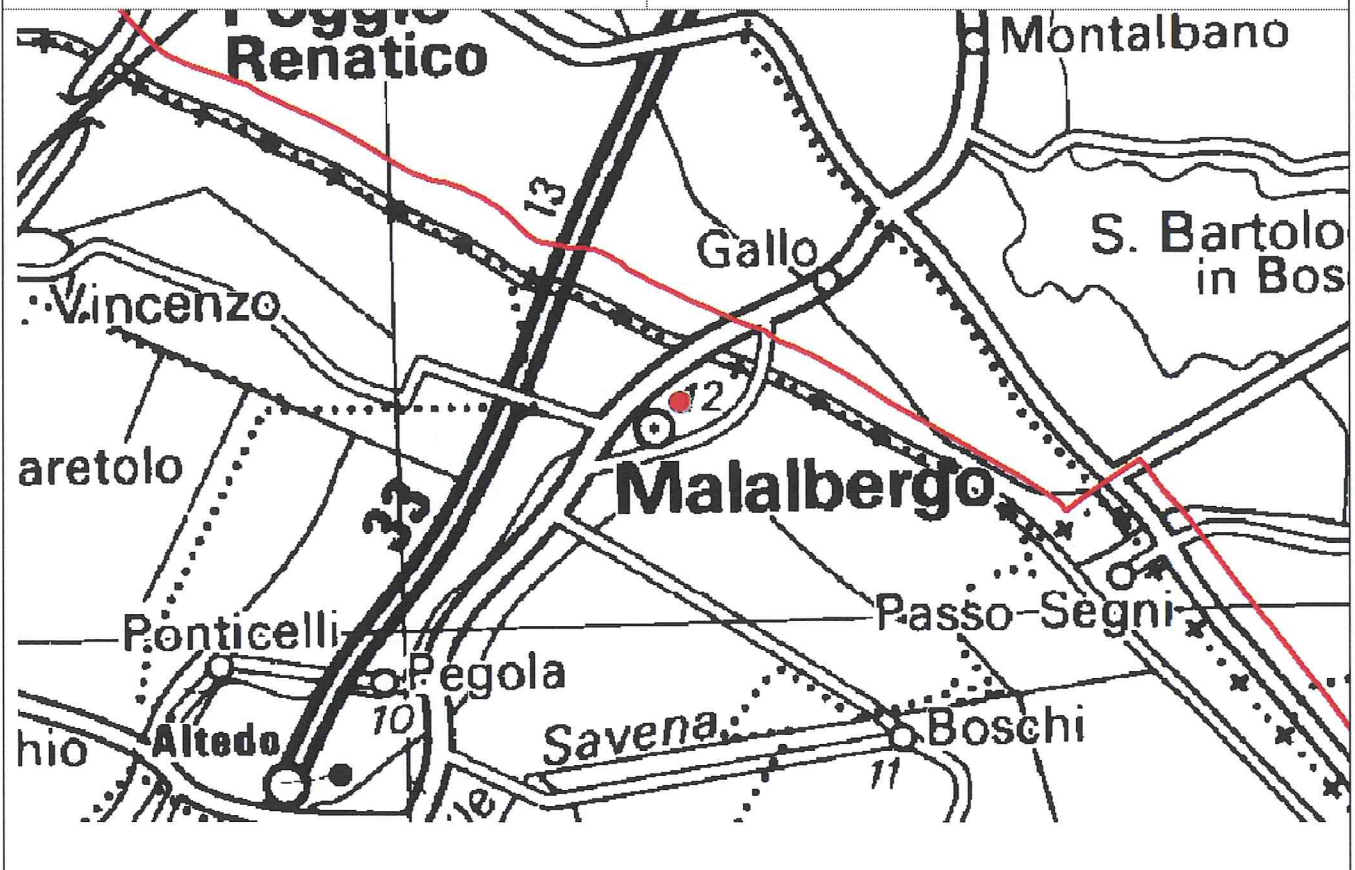 Poggio
Renatico
Montalbano
13
Gallo
S. Bartolo
in Bos
Vincenzo
12
aretolo
Malalbergo
33
Passo-Segni
Ponticelli
Pegola
10
hio
Altedo
Savena
Boschi
11
le